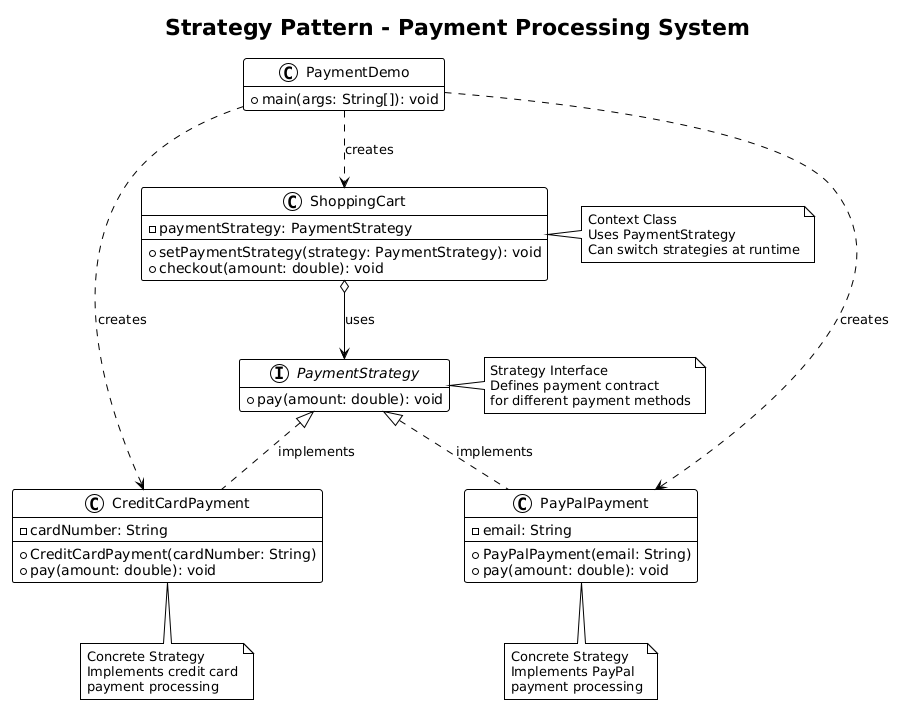 Strategy Pattern - Payment Processing System
C PaymentDemo
main(args: String[]): void
creates
C ShoppingCart
paymentStrategy: PaymentStrategy
setPaymentStrategy(strategy: PaymentStrategy): void
checkout(amount: double): void
Context Class
Uses PaymentStrategy
Can switch strategies at runtime
creates
uses
creates
I PaymentStrategy
pay(amount: double): void
Strategy Interface
Defines payment contract
for different payment methods
implements
implements
C CreditCardPayment
cardNumber: String
CreditCardPayment(cardNumber: String)
pay(amount: double): void
C PayPalPayment
email: String
PayPalPayment(email: String)
pay(amount: double): void
Concrete Strategy
Implements credit card
payment processing
Concrete Strategy
Implements PayPal
payment processing